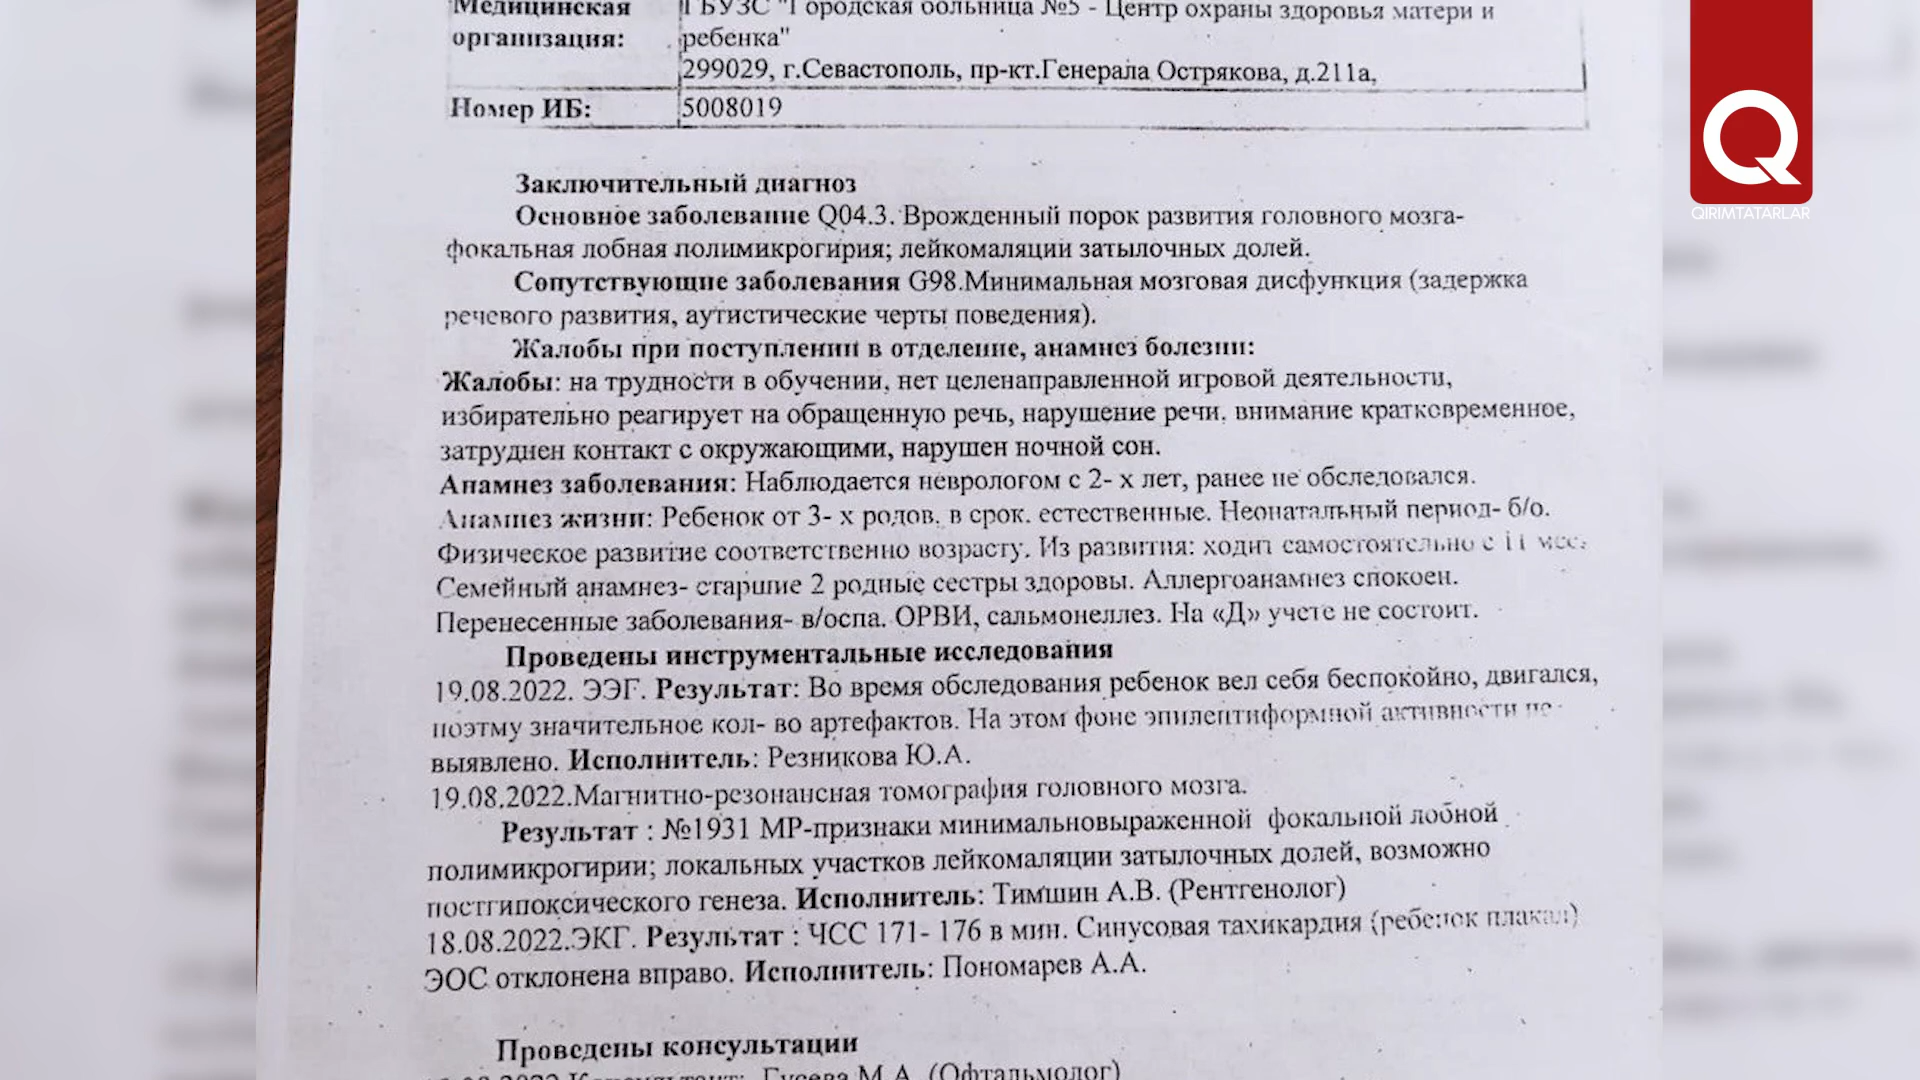 Медицинская организация:
ГБУЗС "Городская больница №5 - Центр охраны здоровья матери и
ребенка"
299029, г.Севастополь, пр-кт.Генерала Острякова, д.211а,
Номер ИБ: 5008019
Заключительный диагноз
Основное заболевание Q04.3. Врожденный порок развития головного мозга-
фокальная лобная полимикрогирия; лейкомаляции затылочных долей.
Сопутствующие заболевания G98.Минимальная мозговая дисфункция (задержка
речевого развития, аутистические черты поведения).
Жалобы при поступлении в отделение, анамнез болезни:
Жалобы: на трудности в обучении, нет целенаправленной игровой деятельности,
избирательно реагирует на обращенную речь, нарушение речи. внимание кратковременное,
затруднен контакт с окружающими, нарушен ночной сон.
Анамнез заболевания: Наблюдается неврологом с 2- х лет, ранее не обследовался.
Анамнез жизни: Ребенок от 3- х родов. в срок. естественные. Неонатальный период- б/о.
Физическое развитие соответственно возрасту. Из развития: ходит самостоятельно с 11 мес.
Семейный анамнез- старшие 2 родные сестры здоровы. Аллергоанамнез спокоен.
Перенесенные заболевания- в/оспа. ОРВИ, сальмонеллез. На «Д» учете не состоит.
Проведены инструментальные исследования
19.08.2022. ЭЭГ. Результат: Во время обследования ребенок вел себя беспокойно, двигался,
поэтму значительное кол- во артефактов. На этом фоне эпилептиформной активности не
выявлено. Исполнитель: Резникова Ю.А.
19.08.2022.Магнитно-резонансная томография головного мозга.
Результат : №1931 МР-признаки минимальновыраженной фокальной лобной
полимикрогирии; локальных участков лейкомаляции затылочных долей, возможно
постгипоксического генеза. Исполнитель: Тимшин А.В. (Рентгенолог)
18.08.2022.ЭКГ. Результат : ЧСС 171- 176 в мин. Синусовая тахикардия (ребенок плакал)
ЭОС отклонена вправо. Исполнитель: Пономарев А.А.
Проведены консультации
Консультант: Гусева М.А. (Офтальмолог)
QIRIMTATARLAR